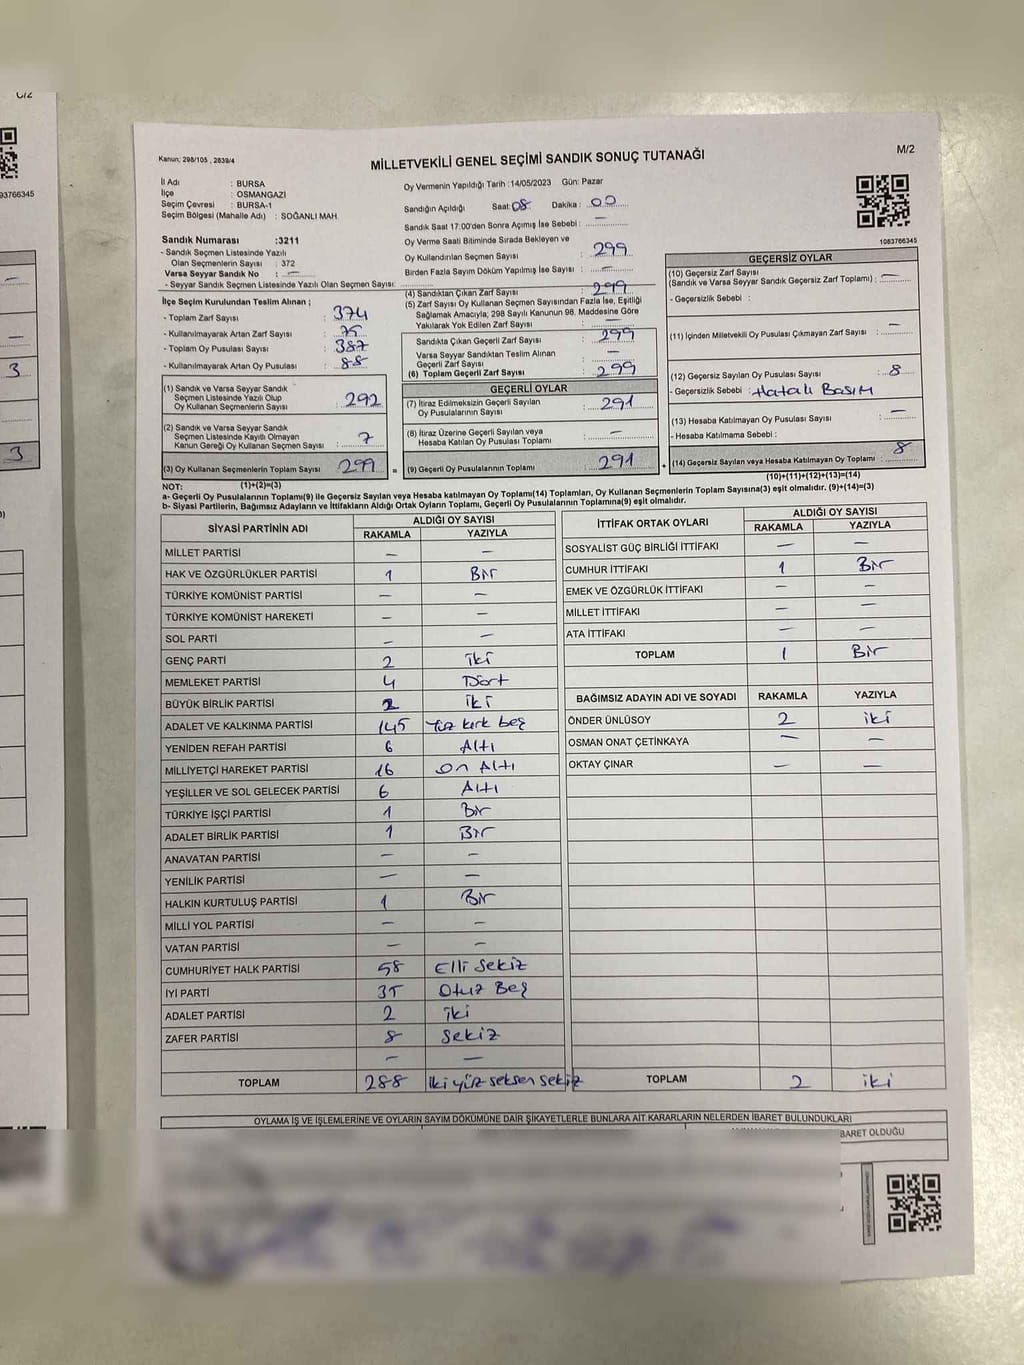 C/2
93766345
3
3
Kanun; 298/105 , 2839/4
MİLLETVEKİLİ GENEL SEÇİMİ SANDIK SONUÇ TUTANAĞI
M/2
İl Adı : BURSA
İlçe : OSMANGAZİ
Seçim Çevresi : BURSA-1
Seçim Bölgesi (Mahalle Adı) : SOĞANLI MAH.
Oy Vermenin Yapıldığı Tarih :14/05/2023 Gün: Pazar
Sandığın Açıldığı Saat: 08 Dakika : 00
Sandık Saat 17:00'den Sonra Açımış İse Sebebi : —
1083766345
Sandık Numarası :3211
- Sandık Seçmen Listesinde Yazılı
Olan Seçmenlerin Sayısı : 372
Varsa Seyyar Sandık No : —
- Seyyar Sandık Seçmen Listesinde Yazılı Olan Seçmen Sayısı:
Oy Verme Saati Bitiminde Sırada Bekleyen ve
Oy Kullandırılan Seçmen Sayısı : 299
Birden Fazla Sayım Döküm Yapılmış İse Sayısı : —
İlçe Seçim Kurulundan Teslim Alınan ;
- Toplam Zarf Sayısı : 374
- Kullanılmayarak Artan Zarf Sayısı : 75
- Toplam Oy Pusulası Sayısı : 387
- Kullanılmayarak Artan Oy Pusulası : 88
(4) Sandıktan Çıkan Zarf Sayısı : 299
(5) Zarf Sayısı Oy Kullanan Seçmen Sayısından Fazla İse, Eşitliği
Sağlamak Amacıyla; 298 Sayılı Kanunun 98. Maddesine Göre
Yakılarak Yok Edilen Zarf Sayısı : —
Sandıkta Çıkan Geçerli Zarf Sayısı : 299
Varsa Seyyar Sandıktan Teslim Alınan
Geçerli Zarf Sayısı : —
(6) Toplam Geçerli Zarf Sayısı : 299
GEÇERSİZ OYLAR
(10) Geçersiz Zarf Sayısı
(Sandık ve Varsa Seyyar Sandık Geçersiz Zarf Toplamı) : —
- Geçersizlik Sebebi :
(11) İçinden Milletvekili Oy Pusulası Çıkmayan Zarf Sayısı : —
(12) Geçersiz Sayılan Oy Pusulası Sayısı : 8
- Geçersizlik Sebebi : Hatalı Basım
(13) Hesaba Katılmayan Oy Pusulası Sayısı : —
- Hesaba Katılmama Sebebi :
(14) Geçersiz Sayılan veya Hesaba Katılmayan Oy Toplamı : 8
(10)+(11)+(12)+(13)=(14)
(1) Sandık ve Varsa Seyyar Sandık
Seçmen Listesinde Yazılı Olup
Oy Kullanan Seçmenlerin Sayısı : 292
(2) Sandık ve Varsa Seyyar Sandık
Seçmen Listesinde Kayıtlı Olmayan
Kanun Gereği Oy Kullanan Seçmen Sayısı : 7
(3) Oy Kullanan Seçmenlerin Toplam Sayısı : 299 =
GEÇERLİ OYLAR
(7) İtiraz Edilmeksizin Geçerli Sayılan
Oy Pusulalarının Sayısı : 291
(8) İtiraz Üzerine Geçerli Sayılan veya
Hesaba Katılan Oy Pusulası Toplamı : —
(9) Geçerli Oy Pusulalarının Toplamı : 291 +
NOT: (1)+(2)=(3)
a- Geçerli Oy Pusulalarının Toplamı(9) ile Geçersiz Sayılan veya Hesaba katılmayan Oy Toplamı(14) Toplamları, Oy Kullanan Seçmenlerin Toplam Sayısına(3) eşit olmalıdır. (9)+(14)=(3)
b- Siyasi Partilerin, Bağımsız Adayların ve İttifakların Aldığı Ortak Oyların Toplamı, Geçerli Oy Pusulalarının Toplamına(9) eşit olmalıdır.
SİYASİ PARTİNİN ADI ALDIĞI OY SAYISI
RAKAMLA YAZIYLA
MİLLET PARTİSİ — —
HAK VE ÖZGÜRLÜKLER PARTİSİ 1 Bir
TÜRKİYE KOMÜNİST PARTİSİ — —
TÜRKİYE KOMÜNİST HAREKETİ — —
SOL PARTİ — —
GENÇ PARTİ 2 iki
MEMLEKET PARTİSİ 4 Dört
BÜYÜK BİRLİK PARTİSİ 2 iki
ADALET VE KALKINMA PARTİSİ 145 Yüz kırk beş
YENİDEN REFAH PARTİSİ 6 Altı
MİLLİYETÇİ HAREKET PARTİSİ 16 on Altı
YEŞİLLER VE SOL GELECEK PARTİSİ 6 Altı
TÜRKİYE İŞÇİ PARTİSİ 1 Bir
ADALET BİRLİK PARTİSİ 1 Bir
ANAVATAN PARTİSİ — —
YENİLİK PARTİSİ — —
HALKIN KURTULUŞ PARTİSİ 1 Bir
MİLLİ YOL PARTİSİ — —
VATAN PARTİSİ — —
CUMHURİYET HALK PARTİSİ 58 Elli sekiz
İYİ PARTİ 35 Otuz Beş
ADALET PARTİSİ 2 iki
ZAFER PARTİSİ 8 sekiz
— —
TOPLAM 288 iki yüz seksen sekiz
İTTİFAK ORTAK OYLARI ALDIĞI OY SAYISI
RAKAMLA YAZIYLA
SOSYALİST GÜÇ BİRLİĞİ İTTİFAKI — —
CUMHUR İTTİFAKI 1 Bir
EMEK VE ÖZGÜRLÜK İTTİFAKI — —
MİLLET İTTİFAKI — —
ATA İTTİFAKI — —
TOPLAM 1 Bir
BAĞIMSIZ ADAYIN ADI VE SOYADI RAKAMLA YAZIYLA
ÖNDER ÜNLÜSOY 2 iki
OSMAN ONAT ÇETİNKAYA — —
OKTAY ÇINAR — —
TOPLAM 2 iki
OYLAMA İŞ VE İŞLEMLERİNE VE OYLARIN SAYIM DÖKÜMÜNE DAİR ŞİKAYETLERLE BUNLARA AİT KARARLARIN NELERDEN İBARET BULUNDUKLARI
BARET OLDUĞU